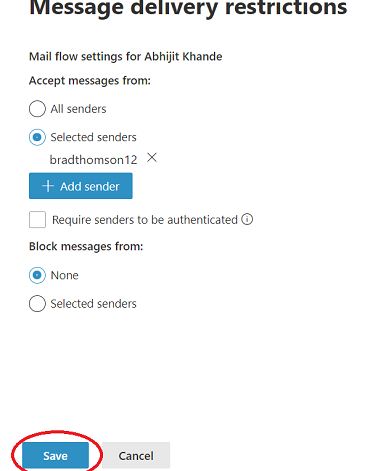 Message delivery restrictions
Mail flow settings for Abhijit Khande
Accept messages from:
All senders
Selected senders
bradthomson12
Add sender
Require senders to be authenticated
Block messages from:
None
Selected senders
Save Cancel